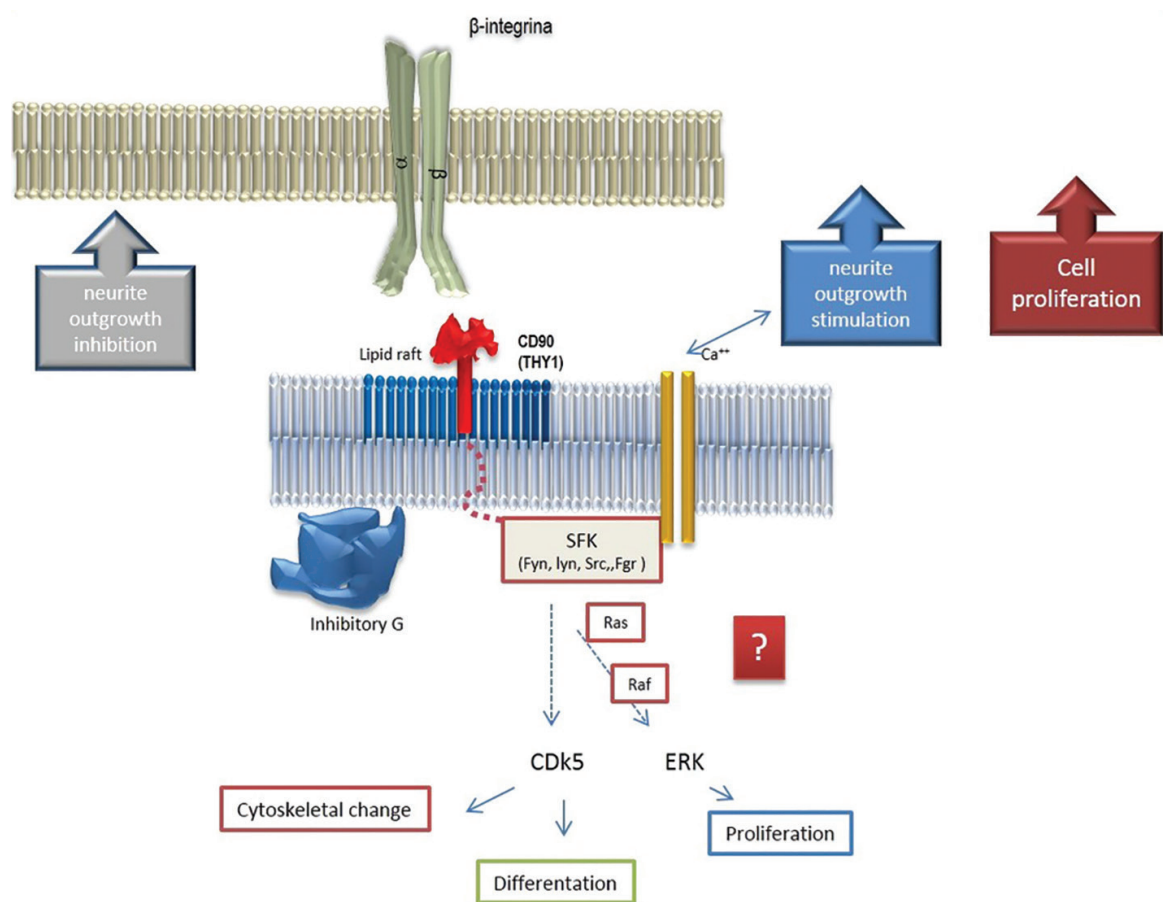 β-integrina
α
β
neurite
outgrowth
inhibition
neurite
outgrowth
stimulation
Cell
proliferation
Lipid raft
CD90
(THY1)
Ca⁺⁺
SFK
(Fyn, lyn, Src,,Fgr )
Inhibitory G
Ras
?
Raf
CDk5
ERK
Cytoskeletal change
Proliferation
Differentation